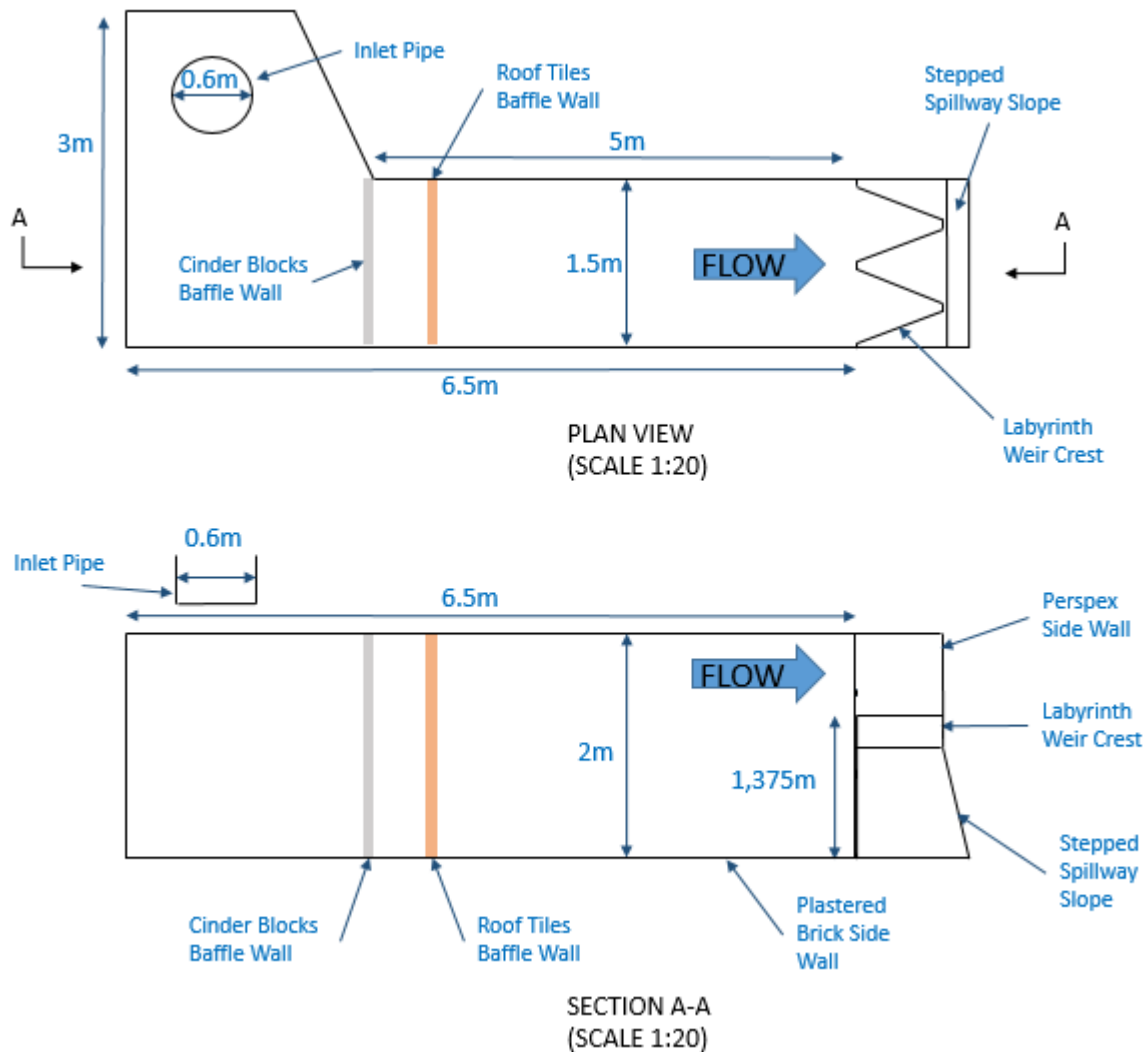 Inlet Pipe
0.6m
Roof Tiles
Baffle Wall
Stepped
Spillway Slope
3m
5m
A
A
Cinder Blocks
Baffle Wall
1.5m
FLOW
6.5m
Labyrinth
Weir Crest
PLAN VIEW
(SCALE 1:20)
0.6m
Inlet Pipe
6.5m
Perspex
Side Wall
FLOW
Labyrinth
Weir Crest
2m
1,375m
Stepped
Spillway
Slope
Cinder Blocks
Baffle Wall
Roof Tiles
Baffle Wall
Plastered
Brick Side
Wall
SECTION A-A
(SCALE 1:20)